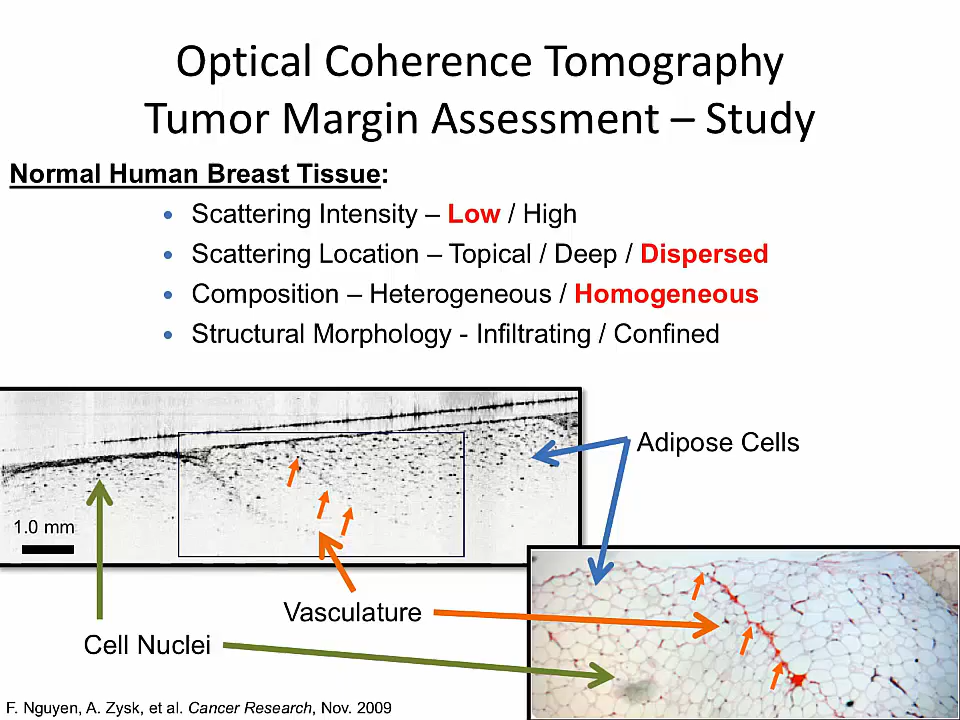 Optical Coherence Tomography
Tumor Margin Assessment – Study
Normal Human Breast Tissue:
• Scattering Intensity – Low / High
• Scattering Location – Topical / Deep / Dispersed
• Composition – Heterogeneous / Homogeneous
• Structural Morphology - Infiltrating / Confined
Adipose Cells
1.0 mm
Vasculature
Cell Nuclei
F. Nguyen, A. Zysk, et al. Cancer Research, Nov. 2009